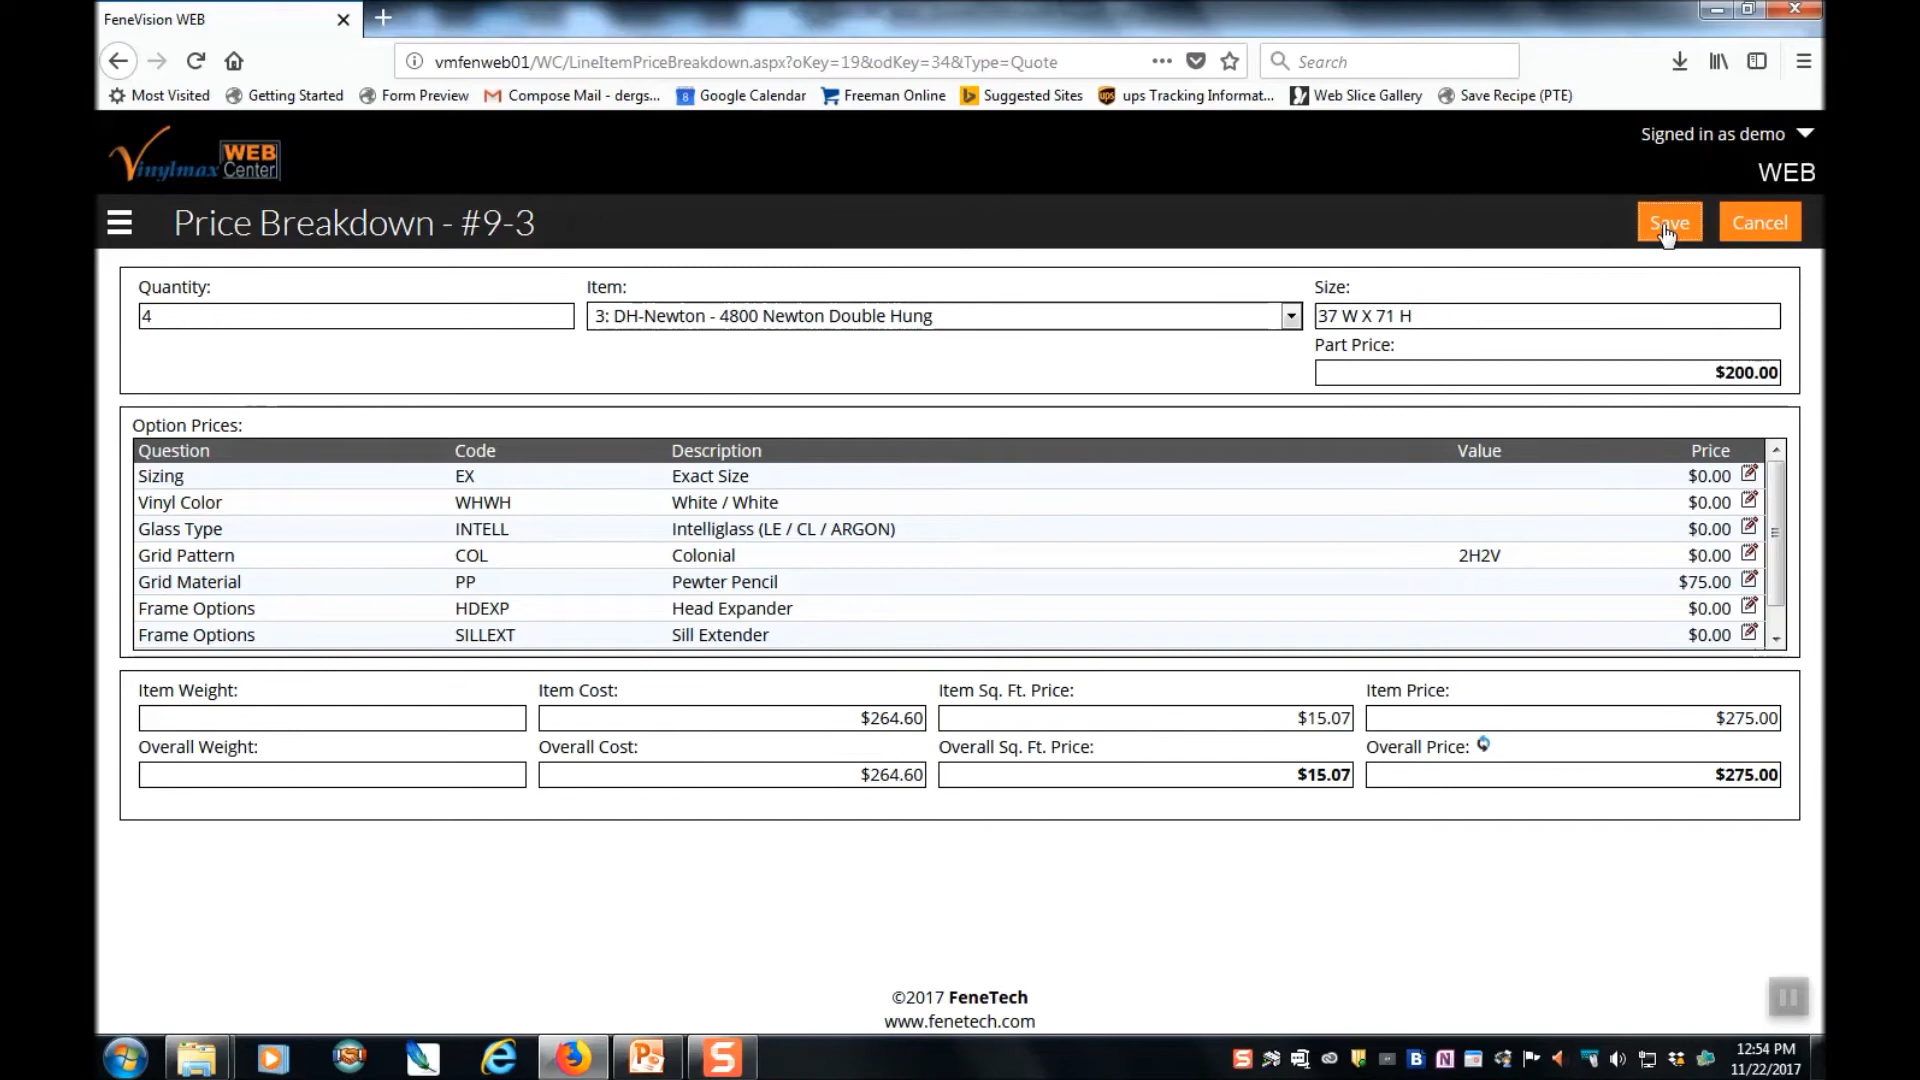 FeneVision WEB
vmfenweb01/WC/LineItemPriceBreakdown.aspx?oKey=19&odKey=34&Type=Quote
Search
Most Visited Getting Started Form Preview Compose Mail - dergs... Google Calendar Freeman Online Suggested Sites ups Tracking Informat... Web Slice Gallery Save Recipe (PTE)
Vinylmax WEB Center
Signed in as demo
WEB
Price Breakdown - #9-3
Save Cancel
Quantity: Item: Size:
4 3: DH-Newton - 4800 Newton Double Hung 37 W X 71 H
Part Price:
$200.00
Option Prices:
Question Code Description Value Price
Sizing EX Exact Size $0.00
Vinyl Color WHWH White / White $0.00
Glass Type INTELL Intelliglass (LE / CL / ARGON) $0.00
Grid Pattern COL Colonial 2H2V $0.00
Grid Material PP Pewter Pencil $75.00
Frame Options HDEXP Head Expander $0.00
Frame Options SILLEXT Sill Extender $0.00
Item Weight: Item Cost: Item Sq. Ft. Price: Item Price:
$264.60 $15.07 $275.00
Overall Weight: Overall Cost: Overall Sq. Ft. Price: Overall Price:
$264.60 $15.07 $275.00
©2017 FeneTech
www.fenetech.com
12:54 PM
11/22/2017